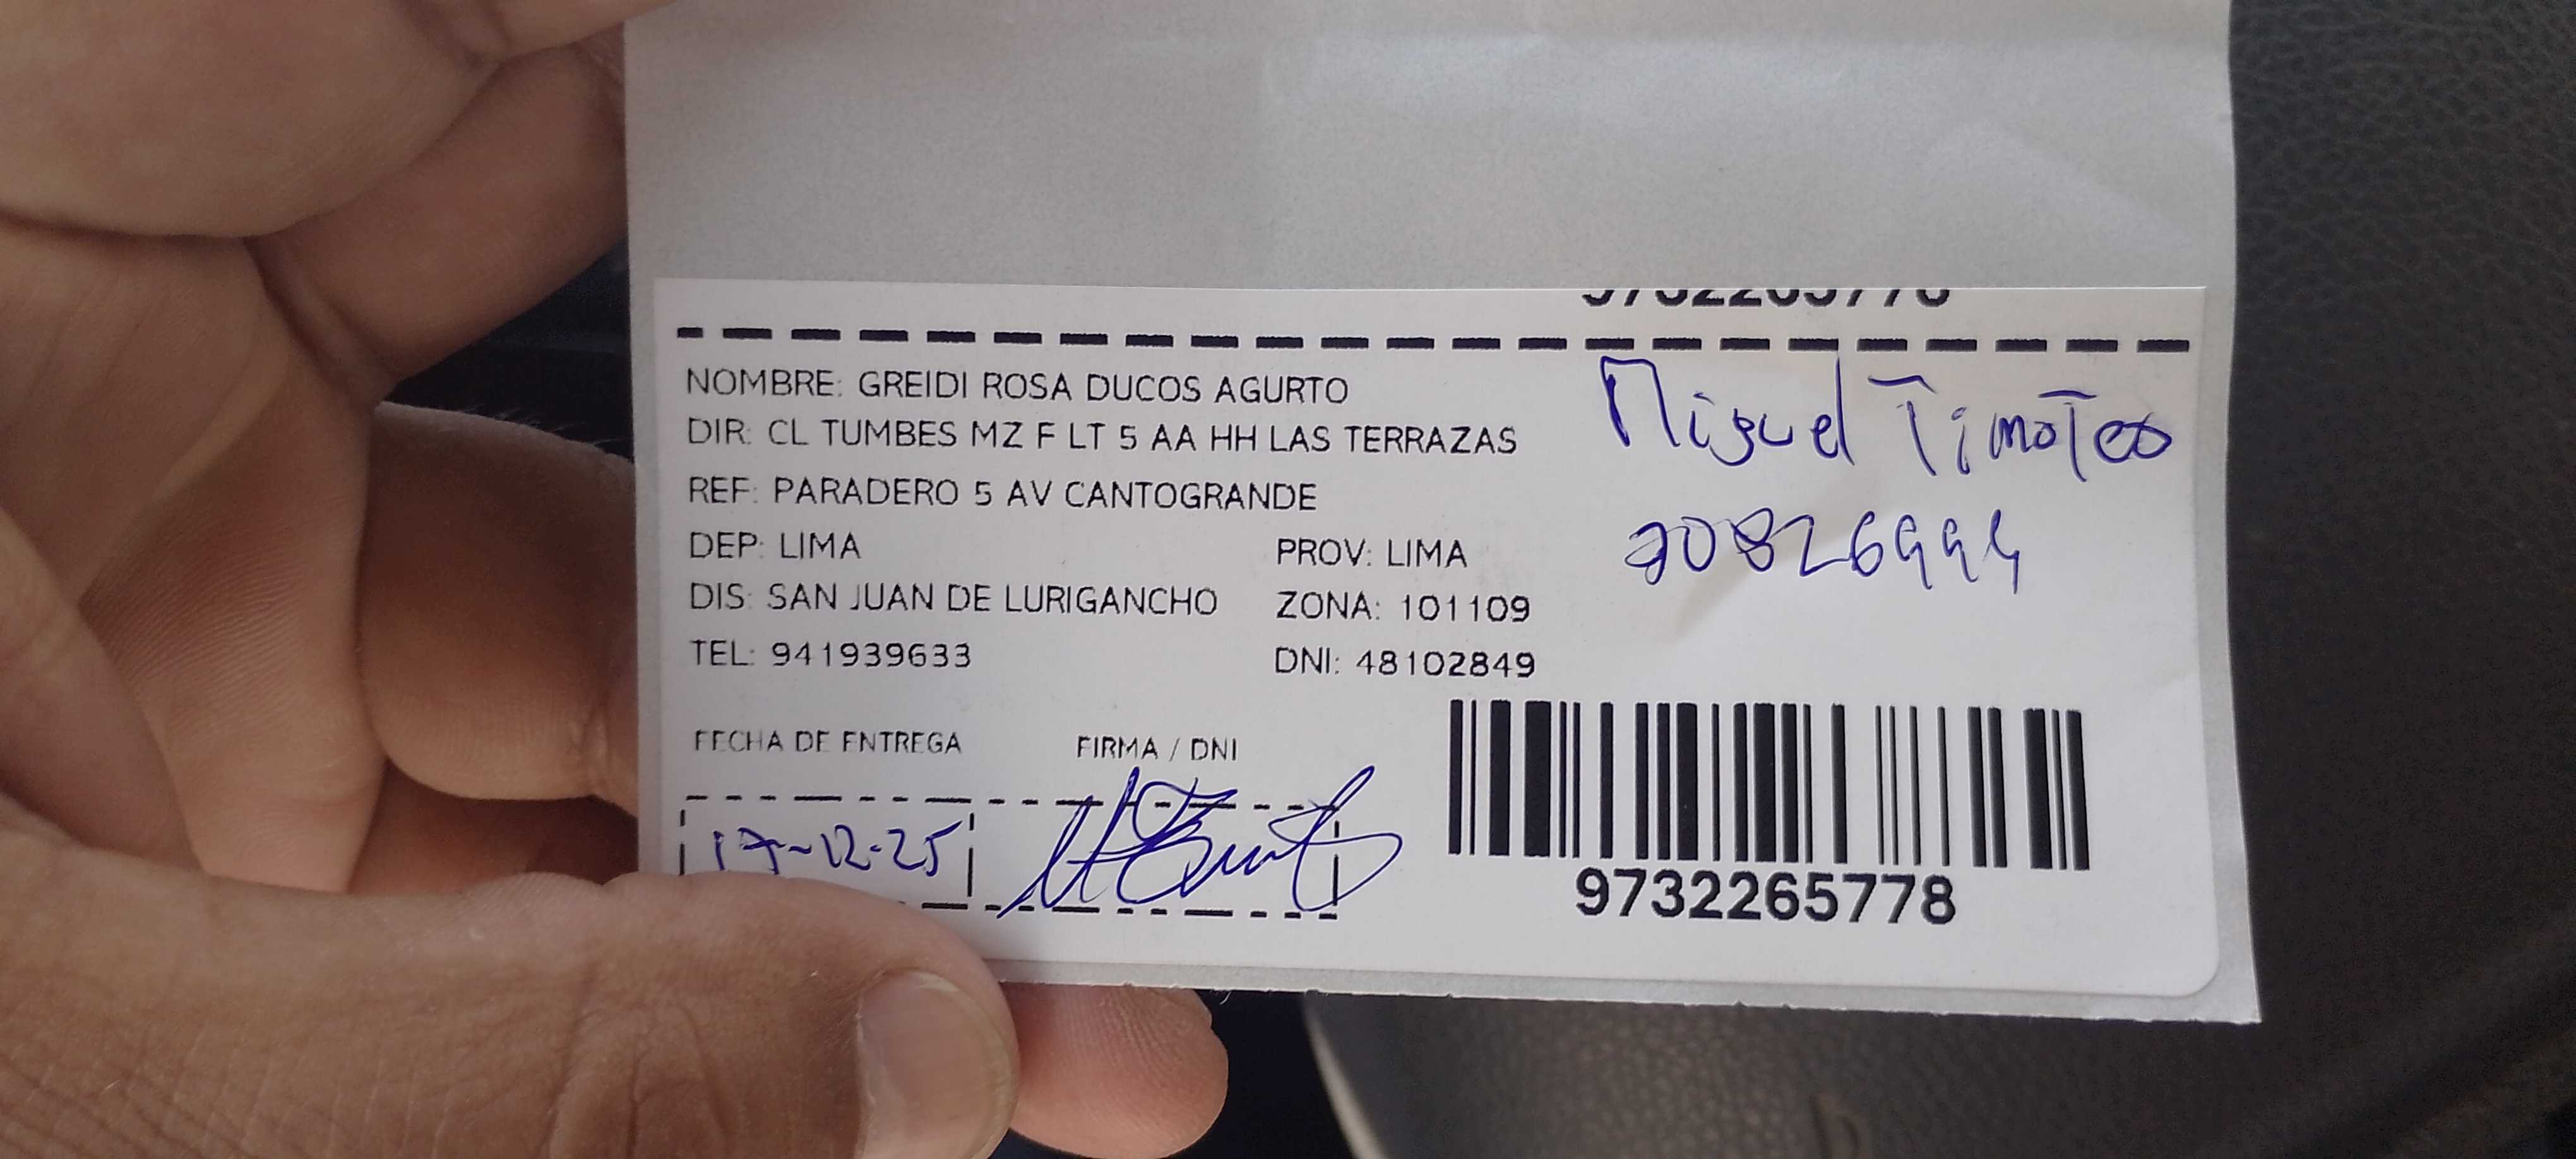 NOMBRE: GREIDI ROSA DUCOS AGURTO
DIR: CL TUMBES MZ F LT 5 AA HH LAS TERRAZAS
REF: PARADERO 5 AV CANTOGRANDE
DEP: LIMA PROV: LIMA
DIS: SAN JUAN DE LURIGANCHO ZONA: 101109
TEL: 941939633 DNI: 48102849
Miguel Timoteo
FECHA DE ENTREGA FIRMA / DNI
17-12-25
9732265778